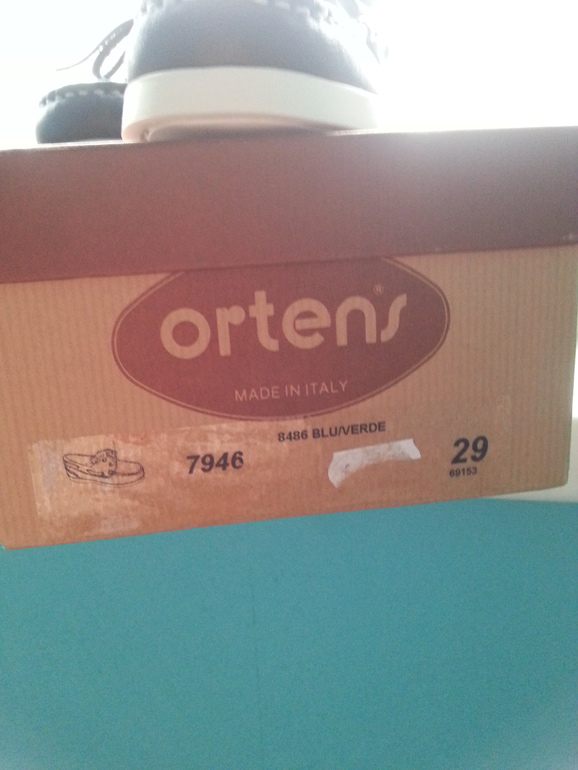 ortens®
MADE IN ITALY
8486 BLU/VERDE
7946
29
69153